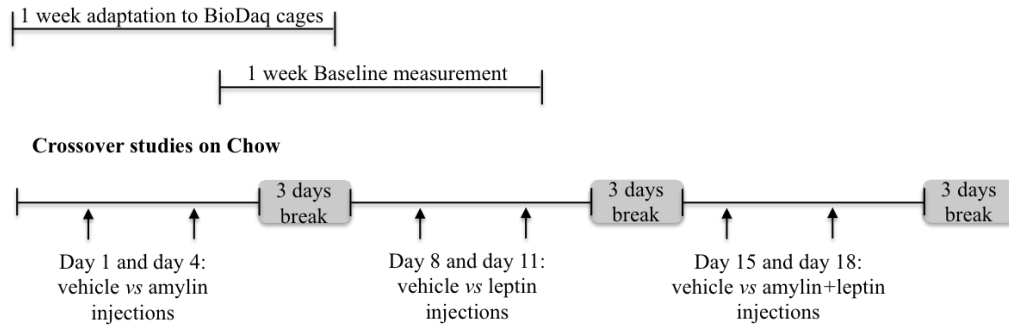 1 week adaptation to BioDaq cages
1 week Baseline measurement
Crossover studies on Chow
3 days
break
3 days
break
3 days
break
Day 1 and day 4:
vehicle vs amylin
injections
Day 8 and day 11:
vehicle vs leptin
injections
Day 15 and day 18:
vehicle vs amylin+leptin
injections